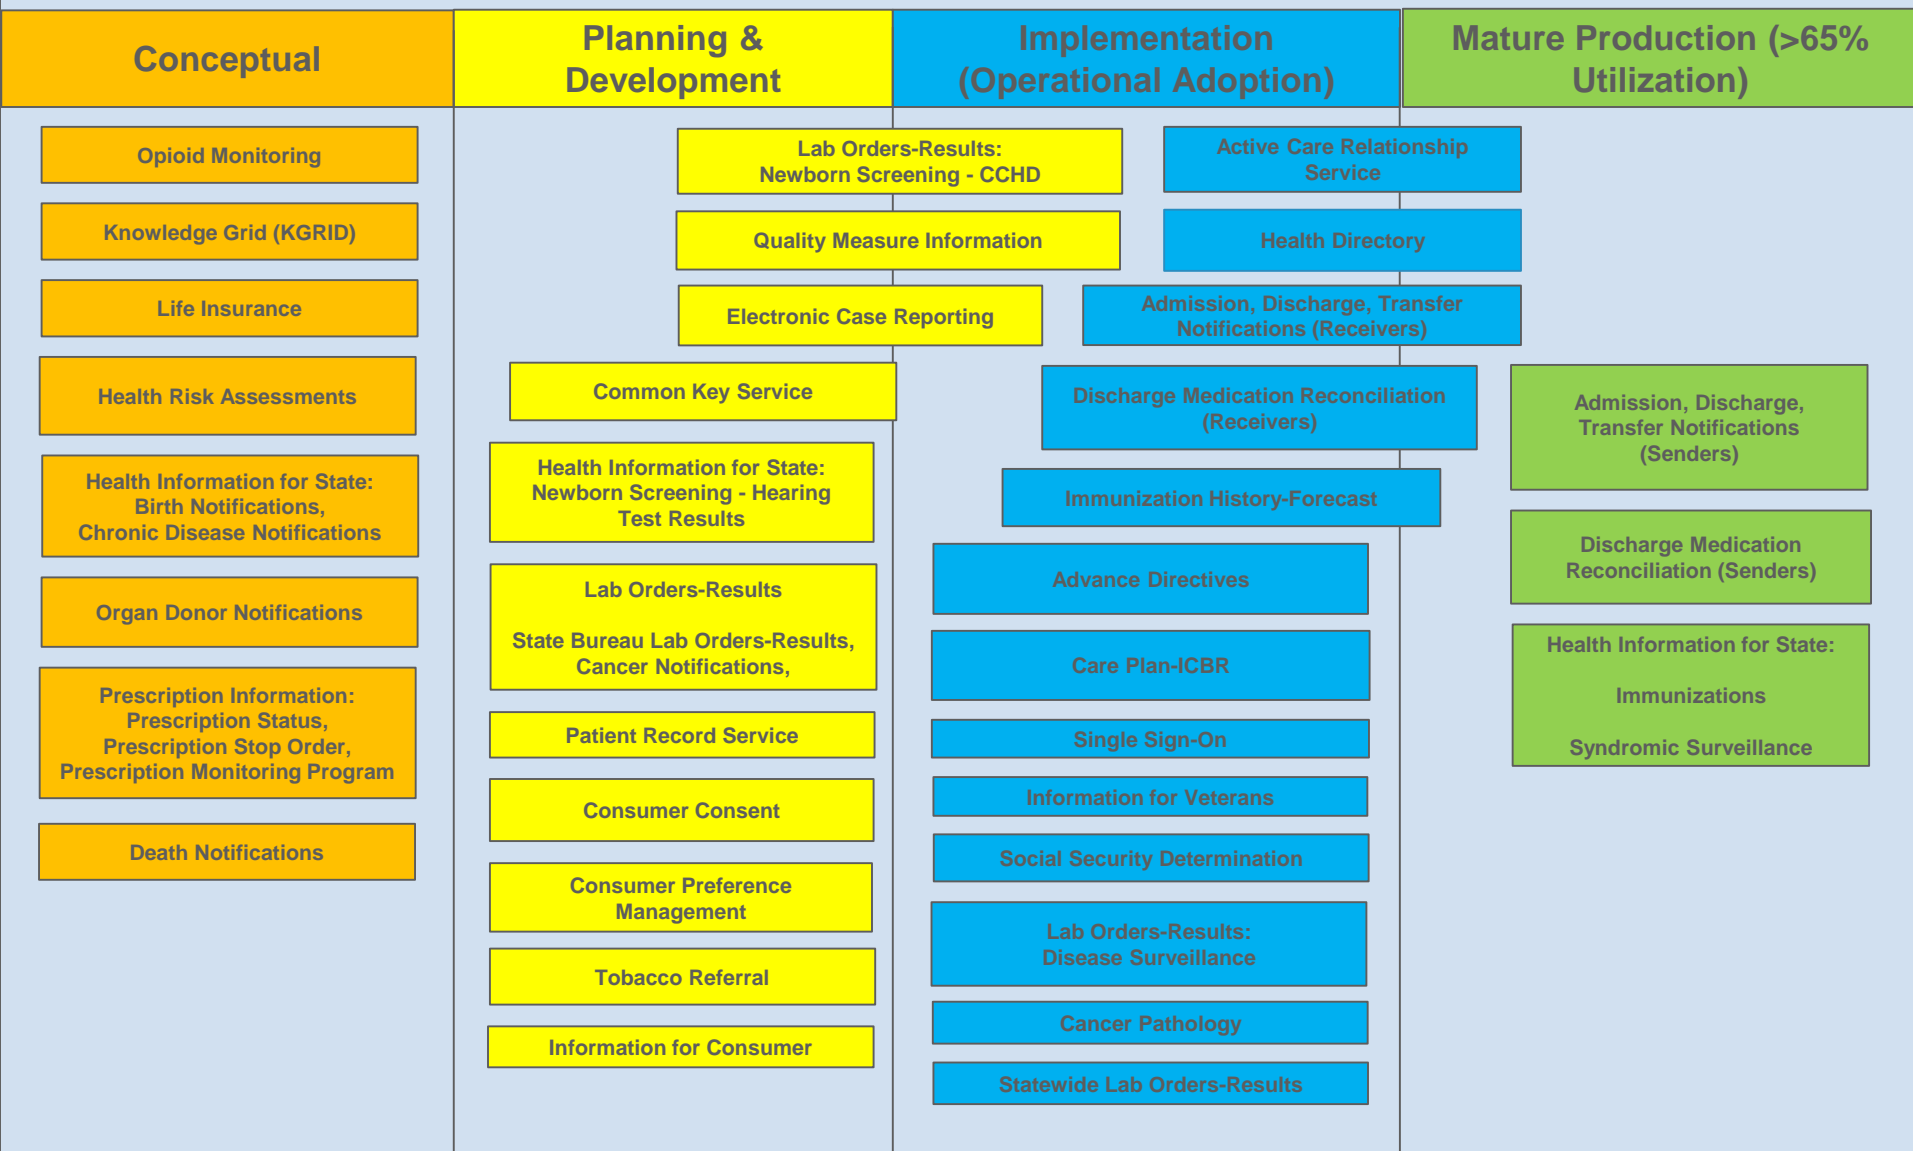 Conceptual
Planning &
Development
Implementation
(Operational Adoption)
Mature Production (>65%
Utilization)
Opioid Monitoring
Knowledge Grid (KGRID)
Life Insurance
Health Risk Assessments
Health Information for State:
Birth Notifications,
Chronic Disease Notifications
Organ Donor Notifications
Prescription Information:
Prescription Status,
Prescription Stop Order,
Prescription Monitoring Program
Death Notifications
Lab Orders-Results:
Newborn Screening - CCHD
Quality Measure Information
Electronic Case Reporting
Common Key Service
Health Information for State:
Newborn Screening - Hearing
Test Results
Lab Orders-Results
State Bureau Lab Orders-Results,
Cancer Notifications,
Patient Record Service
Consumer Consent
Consumer Preference
Management
Tobacco Referral
Information for Consumer
Active Care Relationship
Service
Health Directory
Admission, Discharge, Transfer
Notifications (Receivers)
Discharge Medication Reconciliation
(Receivers)
Immunization History-Forecast
Advance Directives
Care Plan-ICBR
Single Sign-On
Information for Veterans
Social Security Determination
Lab Orders-Results:
Disease Surveillance
Cancer Pathology
Statewide Lab Orders-Results
Admission, Discharge,
Transfer Notifications
(Senders)
Discharge Medication
Reconciliation (Senders)
Health Information for State:
Immunizations
Syndromic Surveillance